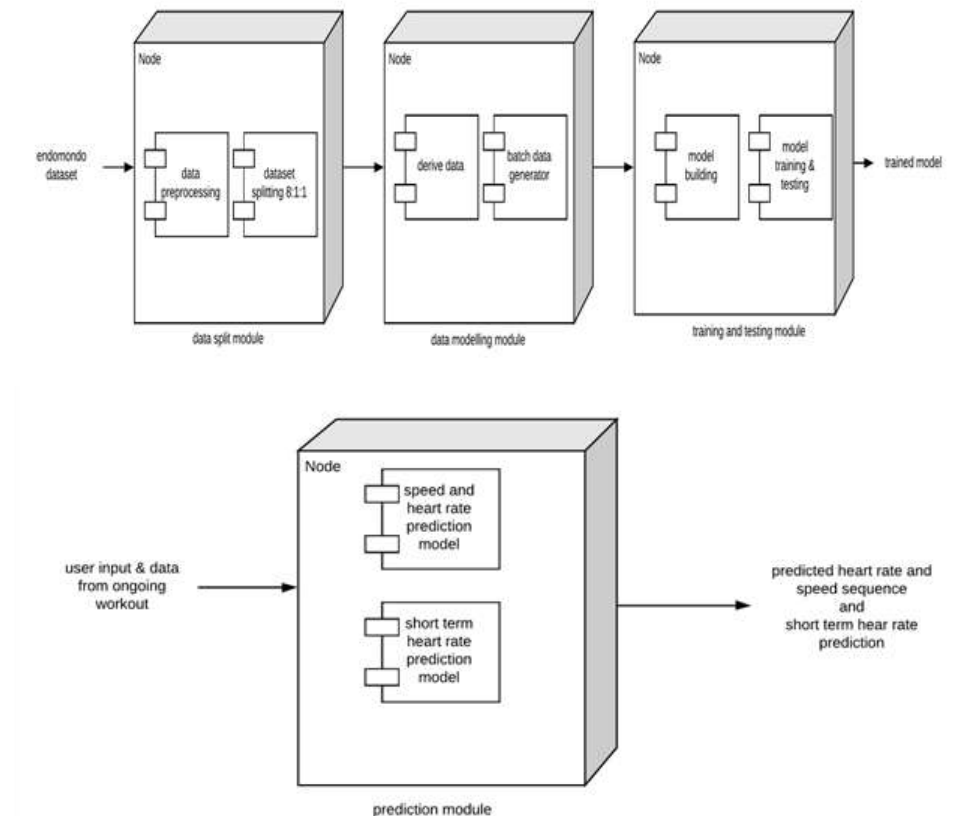 Node
Node
Node
endomondo
dataset
data
preprocessing
dataset
splitting 8:1:1
derive data
batch data
generator
model
building
model
training &
testing
trained model
data split module
data modelling module
training and testing module
Node
speed and
heart rate
prediction
model
user input & data
from ongoing
workout
short term
heart rate
prediction
model
predicted heart rate and
speed sequence
and
short term hear rate
prediction
prediction module